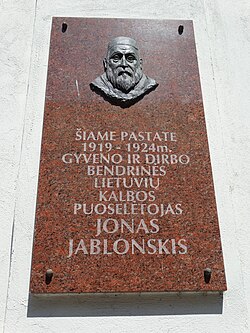 ŠIAME PASTATE
1919 - 1924m.
GYVENO IR DIRBO
BENDRINĖS
LIETUVIŲ
KALBOS
PUOSELĖTOJAS
JONAS
JABLONSKIS